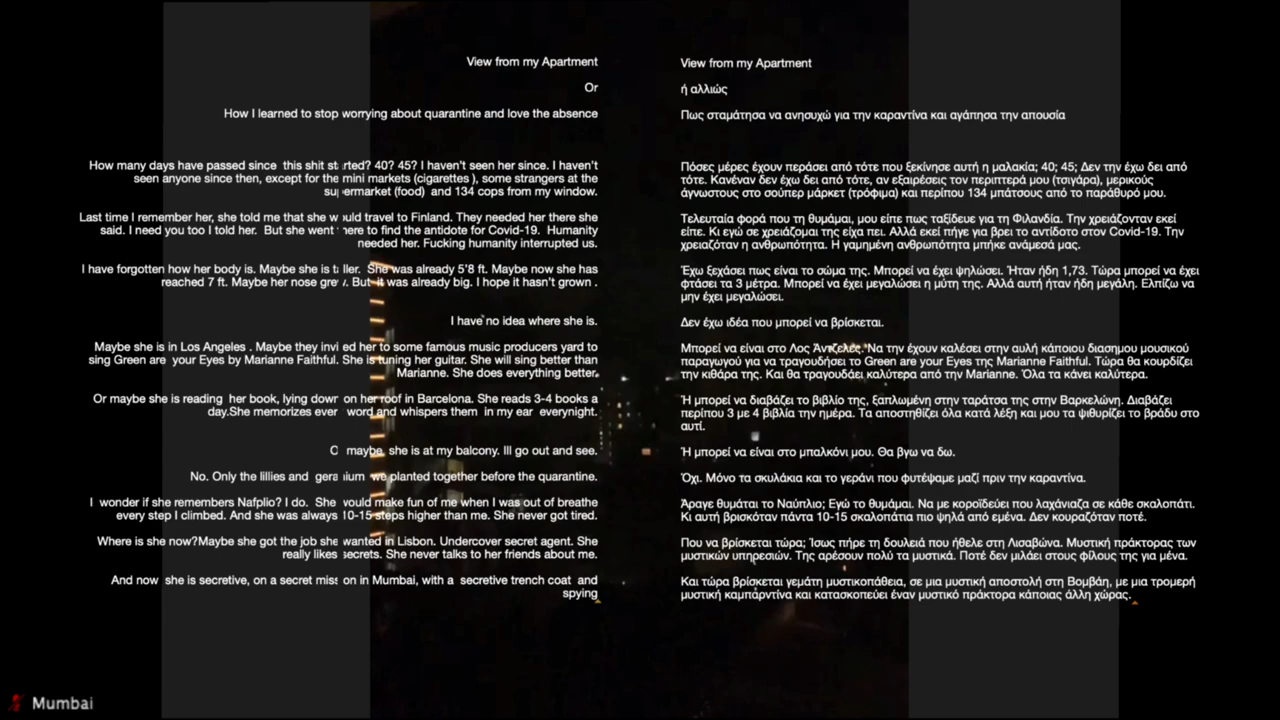 View from my Apartment
Or
How I learned to stop worrying about quarantine and love the absence
How many days have passed since this shit started? 40? 45? I haven't seen her since. I haven't
seen anyone since then, except for the mini markets (cigarettes ), some strangers at the
supermarket (food) and 134 cops from my window.
Last time I remember her, she told me that she would travel to Finland. They needed her there she
said. I need you too I told her. But she went there to find the antidote for Covid-19. Humanity
needed her. Fucking humanity interrupted us.
I have forgotten how her body is. Maybe she is taller. She was already 5'8 ft. Maybe now she has
reached 7 ft. Maybe her nose grew. But it was already big. I hope it hasn't grown .
I have no idea where she is.
Maybe she is in Los Angeles . Maybe they invited her to some famous music producers yard to
sing Green are your Eyes by Marianne Faithful. She is tuning her guitar. She will sing better than
Marianne. She does everything better.
Or maybe she is reading her book, lying down on her roof in Barcelona. She reads 3-4 books a
day.She memorizes every word and whispers them in my ear everynight.
Or maybe she is at my balcony. Ill go out and see.
No. Only the lillies and geranium we planted together before the quarantine.
I wonder if she remembers Nafplio? I do. She would make fun of me when I was out of breathe
every step I climbed. And she was always 10-15 steps higher than me. She never got tired.
Where is she now?Maybe she got the job she wanted in Lisbon. Undercover secret agent. She
really likes secrets. She never talks to her friends about me.
And now she is secretive, on a secret mission in Mumbai, with a secretive trench coat and
spying
View from my Apartment
ή αλλιώς
Πως σταμάτησα να ανησυχώ για την καραντίνα και αγάπησα την απουσία
Πόσες μέρες έχουν περάσει από τότε που ξεκίνησε αυτή η μαλακία; 40; 45; Δεν την έχω δει από
τότε. Κανέναν δεν έχω δει από τότε, αν εξαιρέσεις τον περιπτερά μου (τσιγάρα), μερικούς
άγνωστους στο σούπερ μάρκετ (τρόφιμα) και περίπου 134 μπάτσους από το παράθυρό μου.
Τελευταία φορά που τη θυμάμαι, μου είπε πως ταξίδευε για τη Φιλανδία. Την χρειάζονταν εκεί
είπε. Κι εγώ σε χρειάζομαι της είχα πει. Αλλά εκεί πήγε για βρει το αντίδοτο στον Covid-19. Την
χρειαζόταν η ανθρωπότητα. Η γαμημένη ανθρωπότητα μπήκε ανάμεσά μας.
Έχω ξεχάσει πως είναι το σώμα της. Μπορεί να έχει ψηλώσει. Ήταν ήδη 1,73. Τώρα μπορεί να έχει
φτάσει τα 3 μέτρα. Μπορεί να έχει μεγαλώσει η μύτη της. Αλλά αυτή ήταν ήδη μεγάλη. Ελπίζω να
μην έχει μεγαλώσει.
Δεν έχω ιδέα που μπορεί να βρίσκεται.
Μπορεί να είναι στο Λος Άντζελες. Να την έχουν καλέσει στην αυλή κάποιου διασημου μουσικού
παραγωγού για να τραγουδήσει το Green are your Eyes της Marianne Faithful. Τώρα θα κουρδίζει
την κιθάρα της. Και θα τραγουδάει καλύτερα από την Marianne. Όλα τα κάνει καλύτερα.
Ή μπορεί να διαβάζει το βιβλίο της, ξαπλωμένη στην ταράτσα της στην Βαρκελώνη. Διαβάζει
περίπου 3 με 4 βιβλία την ημέρα. Τα αποστηθίζει όλα κατά λέξη και μου τα ψιθυρίζει το βράδυ στο
αυτί.
Ή μπορεί να είναι στο μπαλκόνι μου. Θα βγω να δω.
Όχι. Μόνο τα σκυλάκια και το γεράνι που φυτέψαμε μαζί πριν την καραντίνα.
Άραγε θυμάται το Ναύπλιο; Εγώ το θυμάμαι. Να με κοροϊδεύει που λαχάνιαζα σε κάθε σκαλοπάτι.
Κι αυτή βρισκόταν πάντα 10-15 σκαλοπάτια πιο ψηλά από εμένα. Δεν κουραζόταν ποτέ.
Που να βρίσκεται τώρα; Ίσως πήρε τη δουλειά που ήθελε στη Λισαβώνα. Μυστική πράκτορας των
μυστικών υπηρεσιών. Της αρέσουν πολύ τα μυστικά. Ποτέ δεν μιλάει στους φίλους της για μένα.
Και τώρα βρίσκεται γεμάτη μυστικοπάθεια, σε μια μυστική αποστολή στη Βομβάη, με μια τρομερή
μυστική καμπάρντίνα και κατασκοπεύει έναν μυστικό πράκτορα κάποιας άλλη χώρας.
Mumbai